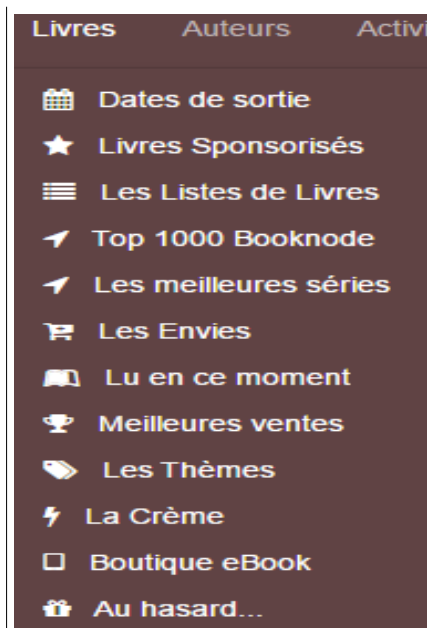 Livres Auteurs Activi
Dates de sortie
Livres Sponsorisés
Les Listes de Livres
Top 1000 Booknode
Les meilleures séries
Les Envies
Lu en ce moment
Meilleures ventes
Les Thèmes
La Crème
Boutique eBook
Au hasard...